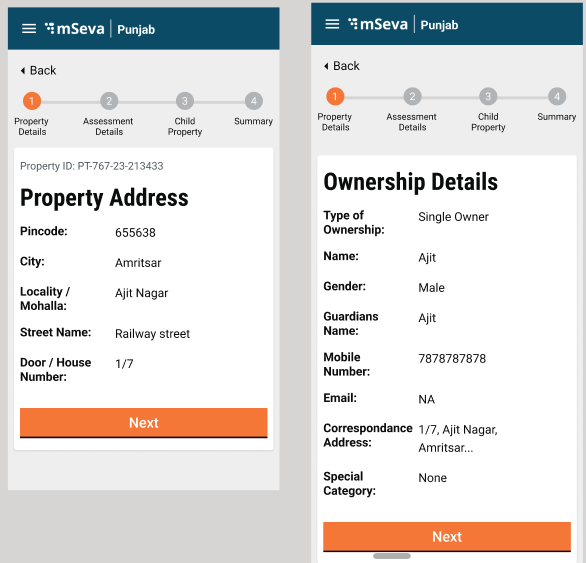 mSeva Punjab
Back
1 2 3 4
Property Details
Assessment Details
Child Property
Summary
Property ID: PT-767-23-213433
Property Address
Pincode: 655638
City: Amritsar
Locality / Mohalla: Ajit Nagar
Street Name: Railway street
Door / House Number: 1/7
Next
mSeva Punjab
Back
1 2 3 4
Property Details
Assessment Details
Child Property
Summary
Ownership Details
Type of Ownership: Single Owner
Name: Ajit
Gender: Male
Guardians Name: Ajit
Mobile Number: 7878787878
Email: NA
Correspondance Address: 1/7, Ajit Nagar, Amritsar...
Special Category: None
Next